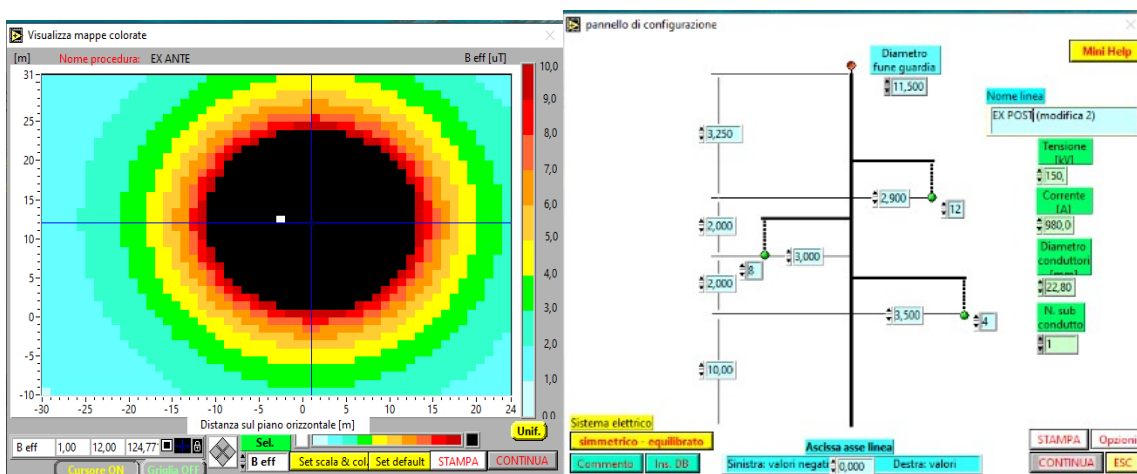 Visualizza mappe colorate
[m] Nome procedura: EX ANTE B eff [uT]
31
25
20
15
10
5
0
-5
-10
-30 -25 -20 -15 -10 -5 0 5 10 15 20 24
Distanza sul piano orizzontale [m]
10,0
9,0
8,0
7,0
6,0
5,0
4,0
3,0
2,0
1,0
0,0
Unif.
B eff 1,00 12,00 124,77
Sel.
B eff Set scala & col. Set default STAMPA CONTINUA
Cursore ON Griglia OFF
pannello di configurazione
Mini Help
Diametro
fune guardia
11,500
Nome linea
EX POST (modifica 2)
3,250
Tensione
[kV]
150,
2,900
12
Corrente
[A]
980,0
2,000
3,000
8
Diametro
conduttori
[mm]
22,80
2,000
3,500
4
N. sub
condutto
1
10,00
Sistema elettrico
simmetrico - equilibrato
Commento Ins. DB
Ascissa asse linea
Sinistra: valori negati 0,000 Destra: valori
STAMPA Opzioni
CONTINUA ESC